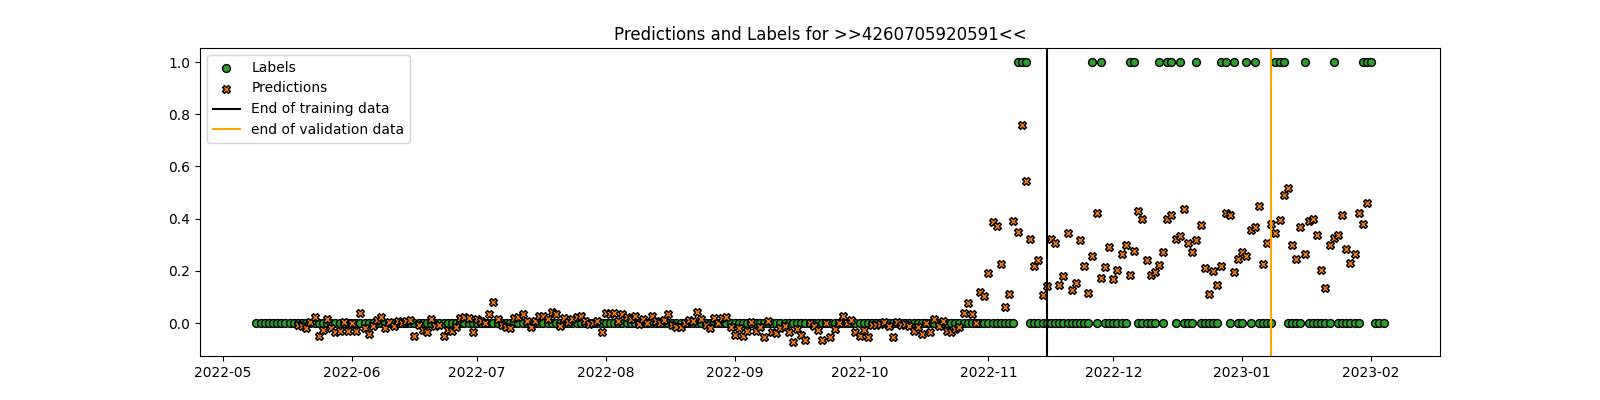 Predictions and Labels for >>4260705920591<<
Labels
Predictions
End of training data
end of validation data
1.0
0.8
0.6
0.4
0.2
0.0
2022-05 2022-06 2022-07 2022-08 2022-09 2022-10 2022-11 2022-12 2023-01 2023-02